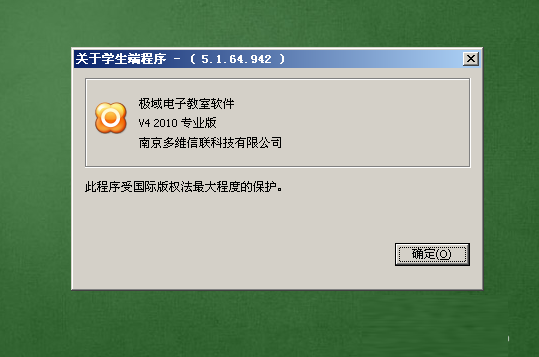 关于学生端程序 - ( 5.1.64.942 )
极域电子教室软件
V4 2010 专业版
南京多维信联科技有限公司
此程序受国际版权法最大程度的保护。
确定(O)